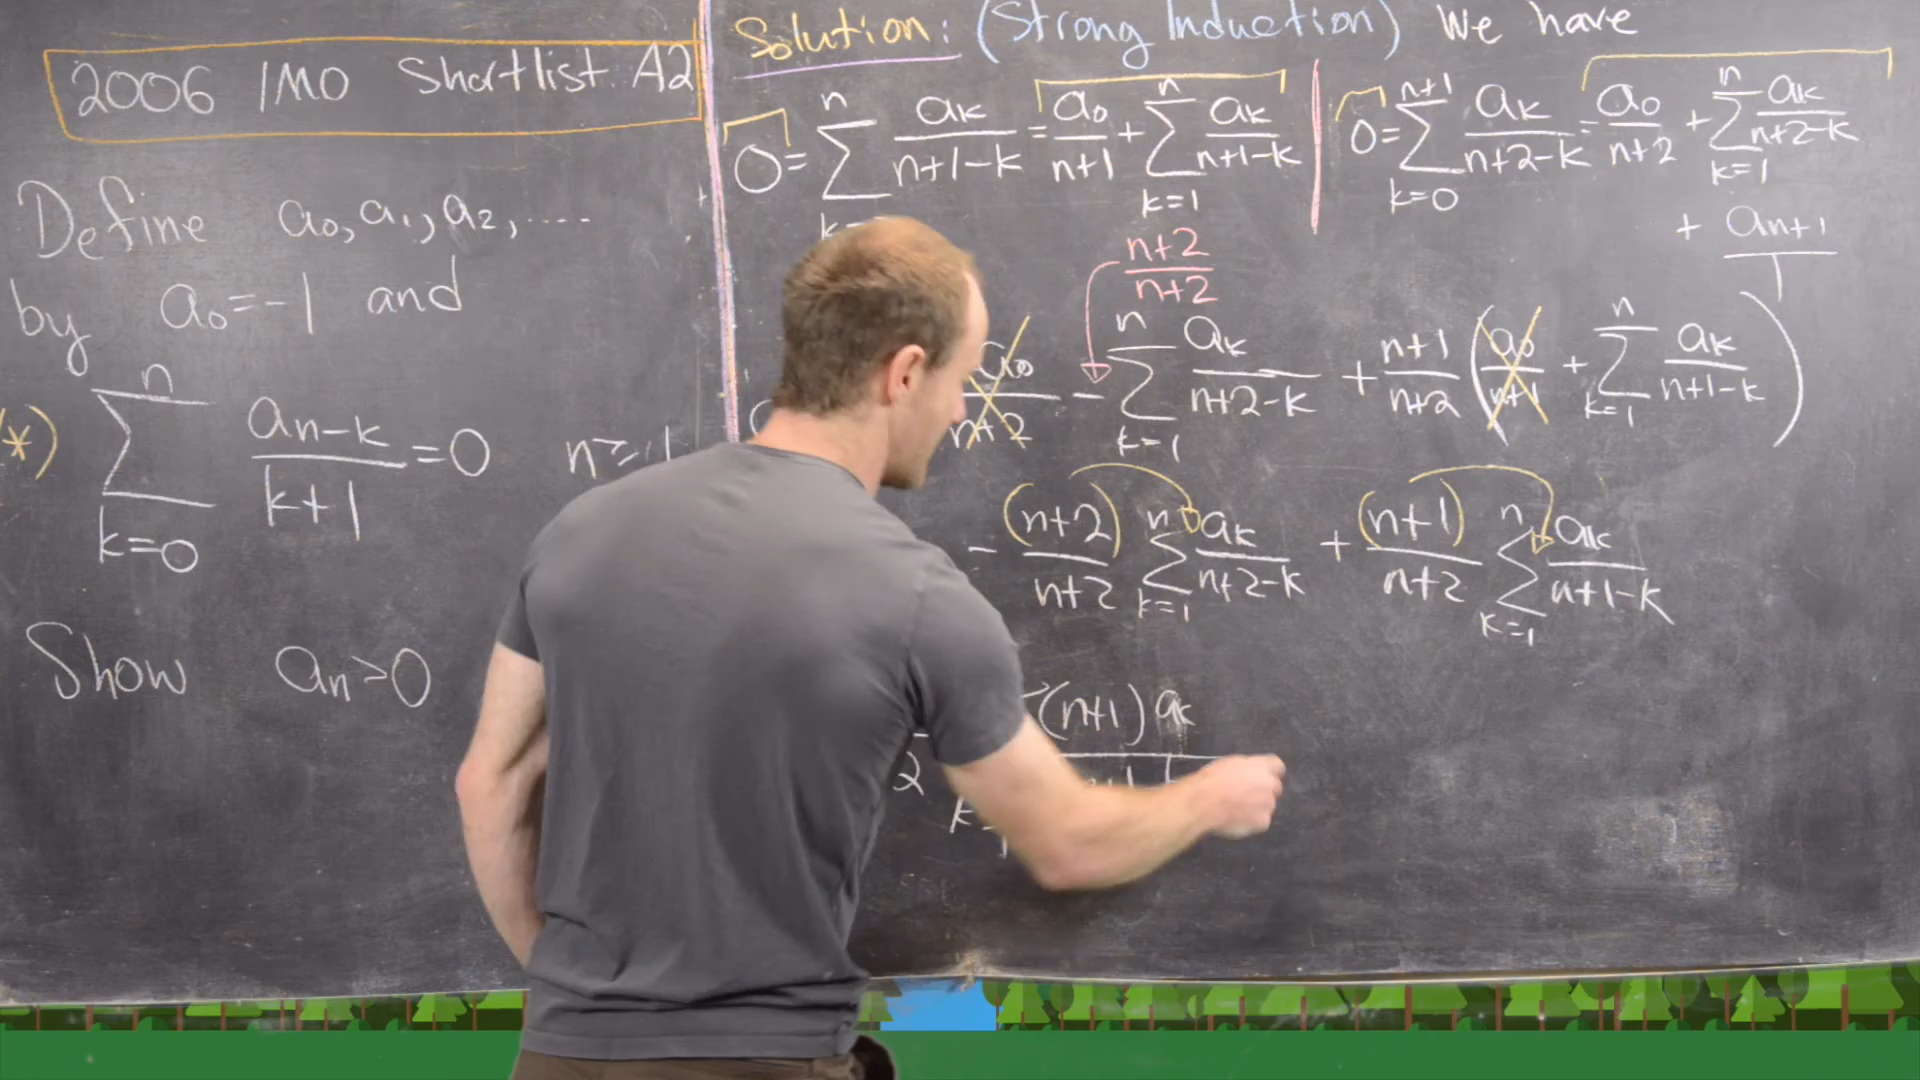 2006 IMO Shortlist A2
Define a₀, a₁, a₂, ....
by a₀ = -1 and
(*) ∑_{k=0}^{n} a_{n-k}/(k+1) = 0 n ≥ 1
Show aₙ > 0
Solution: (Strong Induction) We have
0 = ∑^{n} a_k/(n+1-k) = a₀/(n+1) + ∑_{k=1}^{n} a_k/(n+1-k)
0 = ∑_{k=0}^{n+1} a_k/(n+2-k) = a₀/(n+2) + ∑_{k=1}^{n} a_k/(n+2-k)
+ a_{n+1}/1
(n+2)/(n+2)
a₀/(n+2) - ∑_{k=1}^{n} a_k/(n+2-k) + (n+1)/(n+2) (a₀/(n+1) + ∑_{k=1}^{n} a_k/(n+1-k))
- (n+2)/(n+2) ∑_{k=1}^{n} a_k/(n+2-k) + (n+1)/(n+2) ∑_{k=1}^{n} a_k/(n+1-k)
(n+1) a_k
2 k